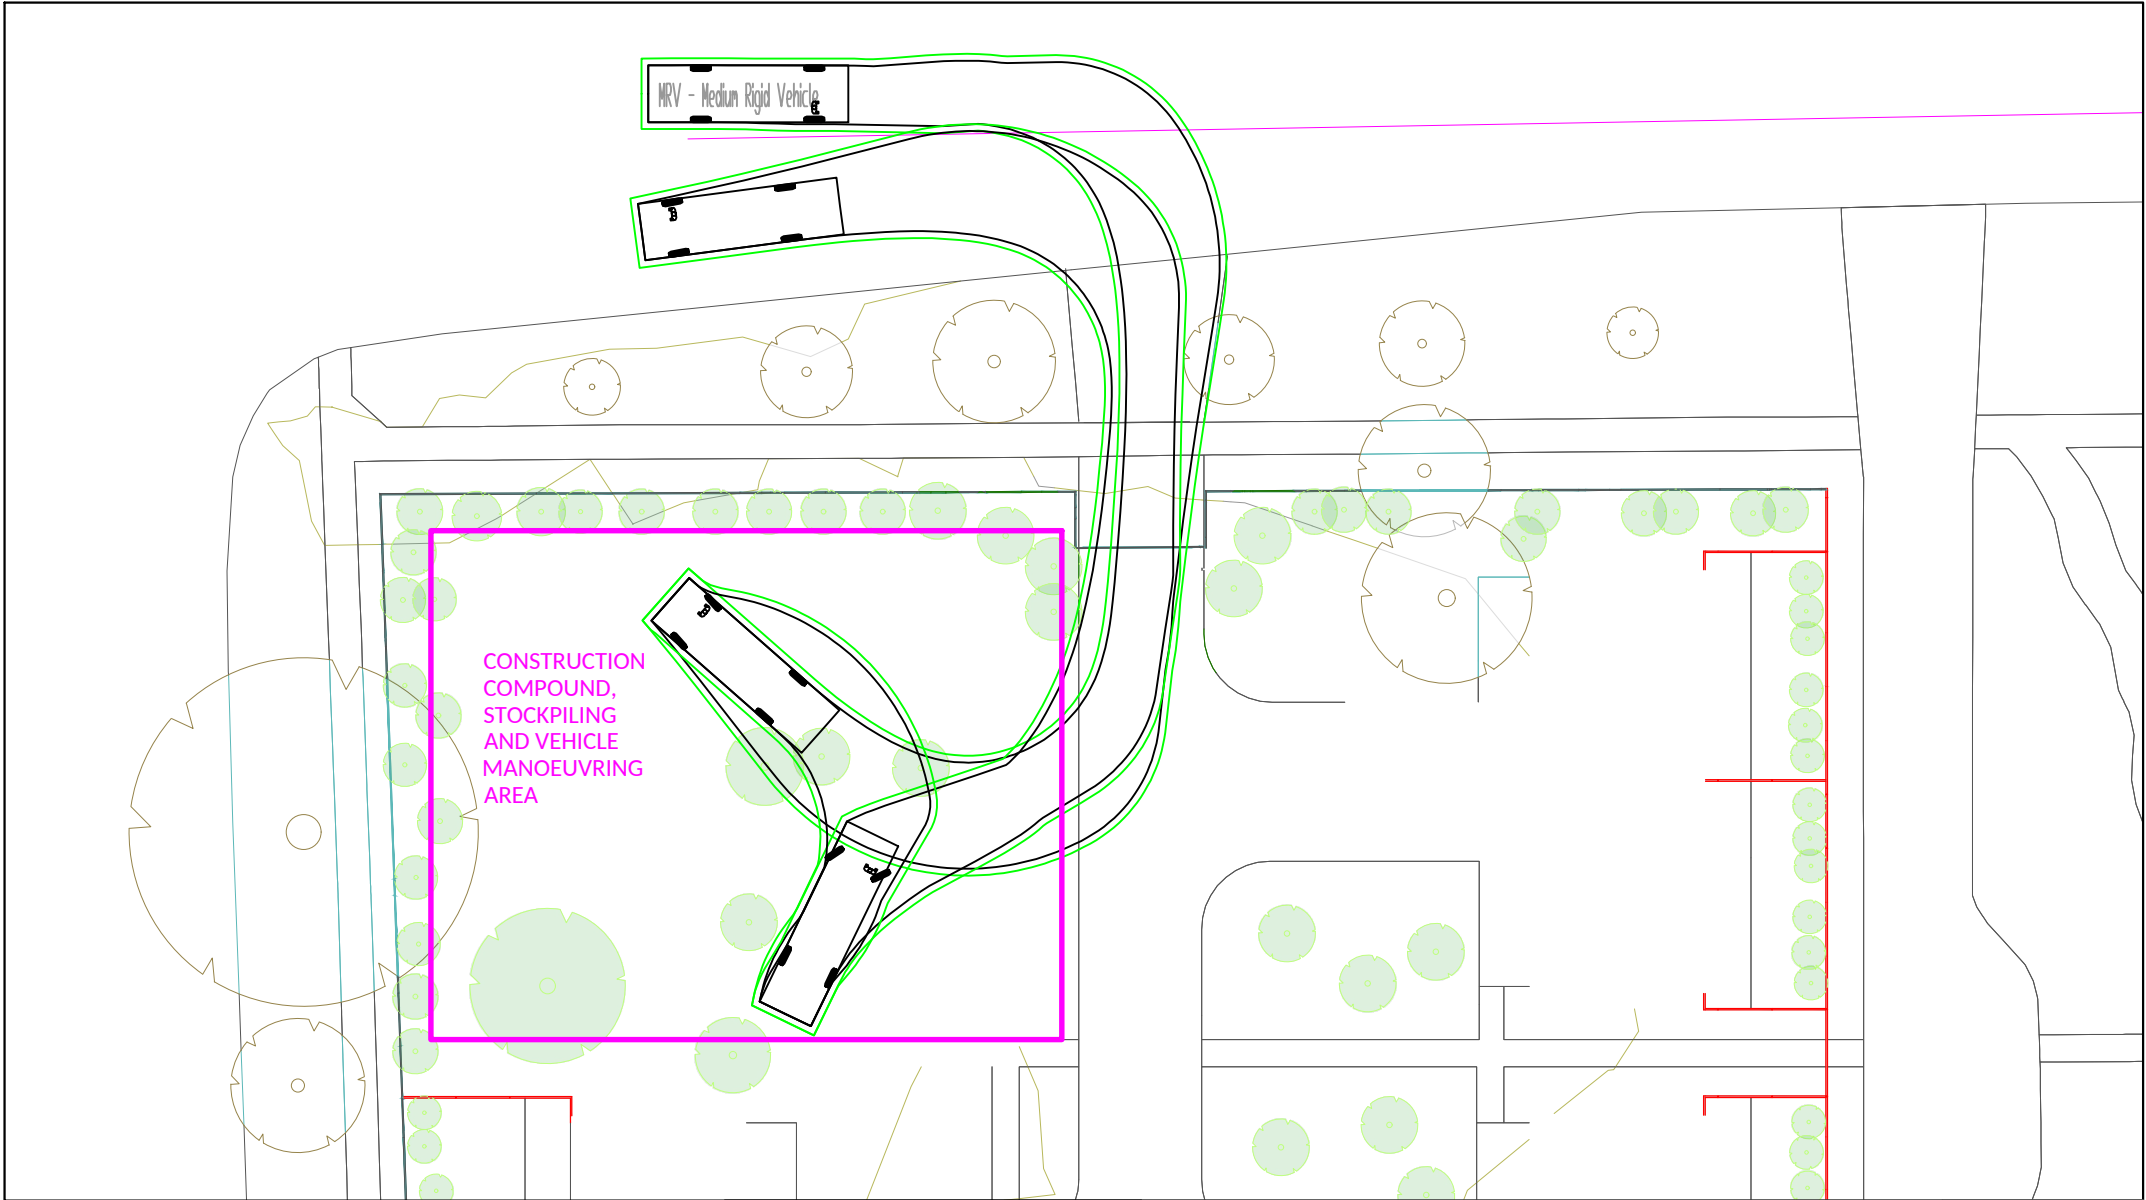 MRV - Medium Rigid Vehicle
CONSTRUCTION
COMPOUND,
STOCKPILING
AND VEHICLE
MANOEUVRING
AREA